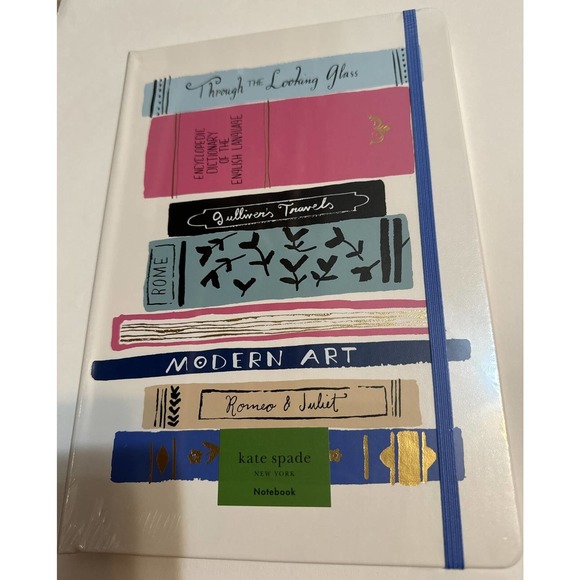 Through THE Looking Glass
ENCYCLOPEDIC
DICTIONARY
OF THE
ENGLISH LANGUAGE
Gulliver's Travels
ROME
MODERN ART
Romeo & Juliet
kate spade
NEW YORK
Notebook